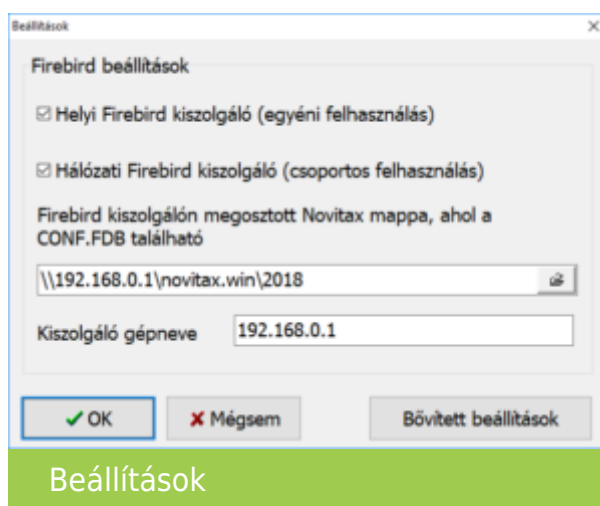 Beállítások
Firebird beállítások
Helyi Firebird kiszolgáló (egyéni felhasználás)
Hálózati Firebird kiszolgáló (csoportos felhasználás)
Firebird kiszolgálón megosztott Novitax mappa, ahol a
CONF.FDB található
\\192.168.0.1\novitax.win\2018
Kiszolgáló gépneve 192.168.0.1
OK Mégsem Bővített beállítások
Beállítások